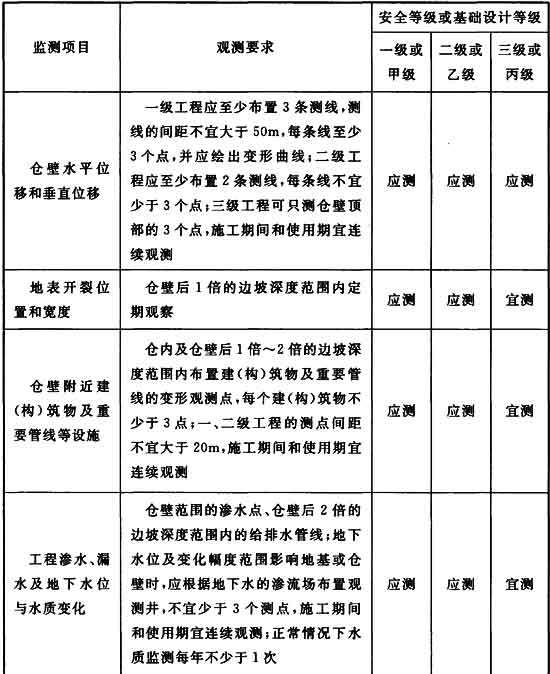 监测项目
观测要求
安全等级或基础设计等级
一级或
甲级
二级或
乙级
三级或
丙级
仓壁水平位
移和垂直位移
一级工程应至少布置3条测线,测
线的间距不宜大于50m,每条线至少
3个点,并应绘出变形曲线;二级工
程应至少布置2条测线,每条线不宜
少于3个点;三级工程可只测仓壁顶
部的3个点,施工期间和使用期宜连
续观测
应测
应测
应测
地表开裂位
置和宽度
仓壁后1倍的边坡深度范围内定
期观察
应测
应测
宜测
仓壁附近建
(构)筑物及重
要管线等设施
仓内及仓壁后1倍～2倍的边坡深
度范围内布置建(构)筑物及重要管
线的变形观测点,每个建(构)筑物不
少于3点;一、二级工程的测点间距
不宜大于20m,施工期间和使用期宜
连续观测
应测
应测
宜测
工程渗水、漏
水及地下水位
与水质变化
仓壁范围的渗水点、仓壁后2倍的
边坡深度范围内的给排水管线;地下
水位及变化幅度范围影响地基或仓
壁时,应根据地下水的渗流场布置观
测井,不宜少于3个测点,施工期间
和使用期宜连续观测;正常情况下水
质监测每年不少于1次
应测
应测
宜测